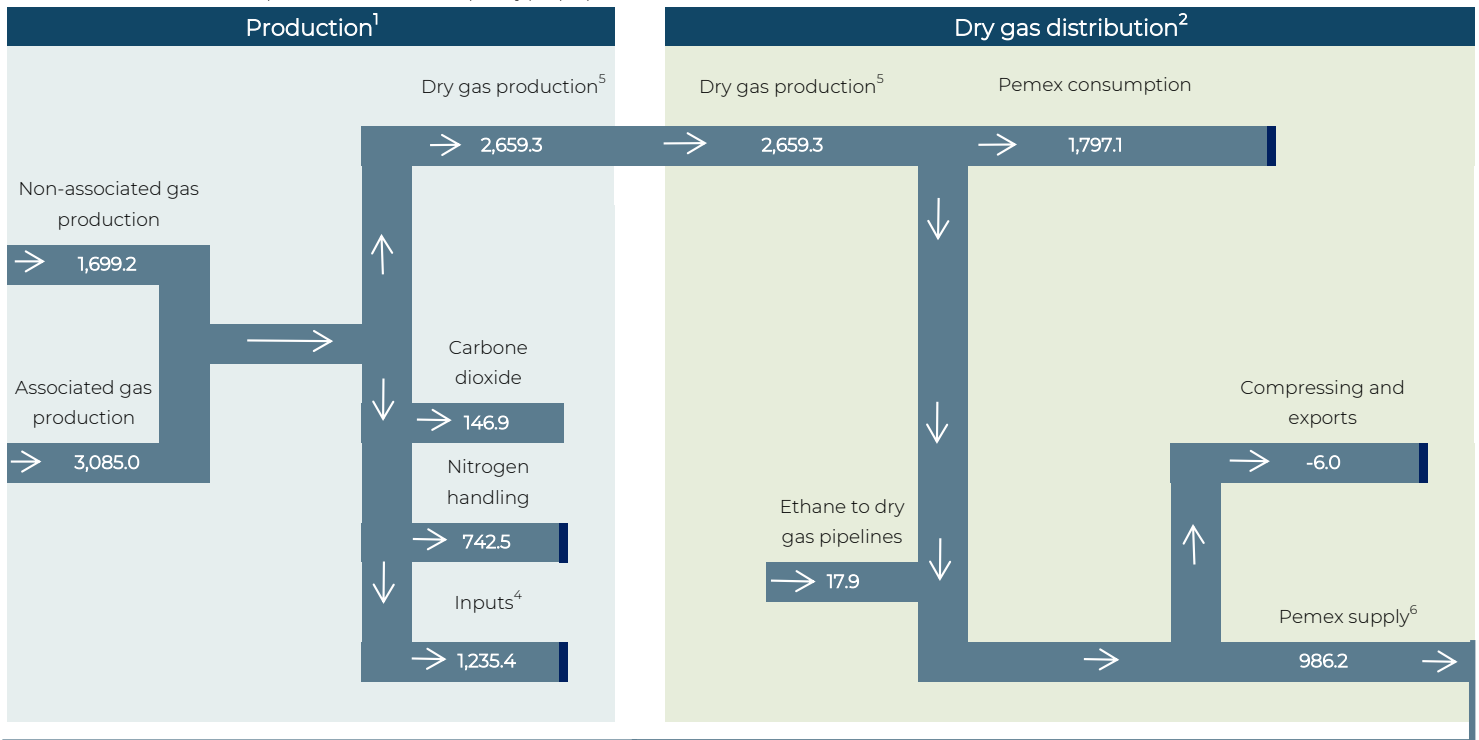 Production1
Dry gas distribution2
Dry gas production5
Dry gas production5
Pemex consumption
2,659.3
2,659.3
1,797.1
Non-associated gas
production
1,699.2
Carbone
dioxide
146.9
Associated gas
production
3,085.0
Nitrogen
handling
742.5
Inputs4
1,235.4
Compressing and
exports
-6.0
Ethane to dry
gas pipelines
17.9
Pemex supply6
986.2